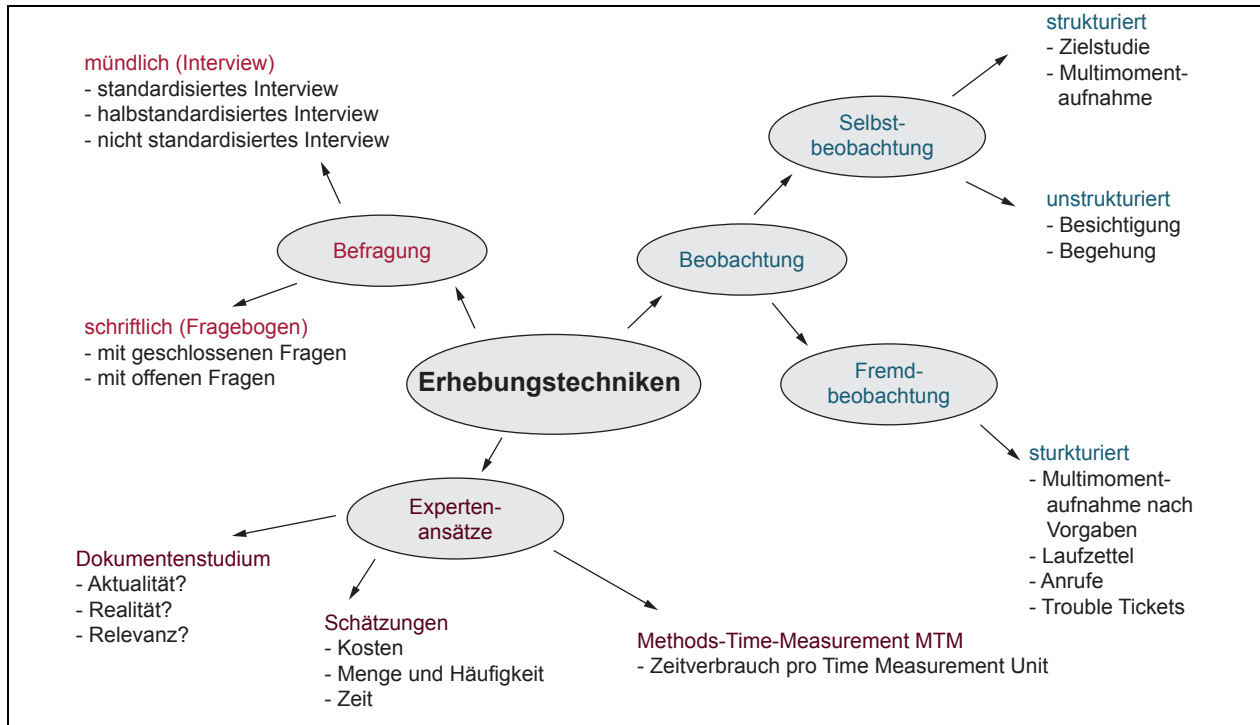 mündlich (Interview)
- standardisiertes Interview
- halbstandardisiertes Interview
- nicht standardisiertes Interview
Befragung
schriftlich (Fragebogen)
- mit geschlossenen Fragen
- mit offenen Fragen
Erhebungstechniken
Beobachtung
Selbst-
beobachtung
strukturiert
- Zielstudie
- Multimoment-
aufnahme
unstrukturiert
- Besichtigung
- Begehung
Fremd-
beobachtung
sturkturiert
- Multimoment-
aufnahme nach
Vorgaben
- Laufzettel
- Anrufe
- Trouble Tickets
Experten-
ansätze
Dokumentenstudium
- Aktualität?
- Realität?
- Relevanz?
Schätzungen
- Kosten
- Menge und Häufigkeit
- Zeit
Methods-Time-Measurement MTM
- Zeitverbrauch pro Time Measurement Unit